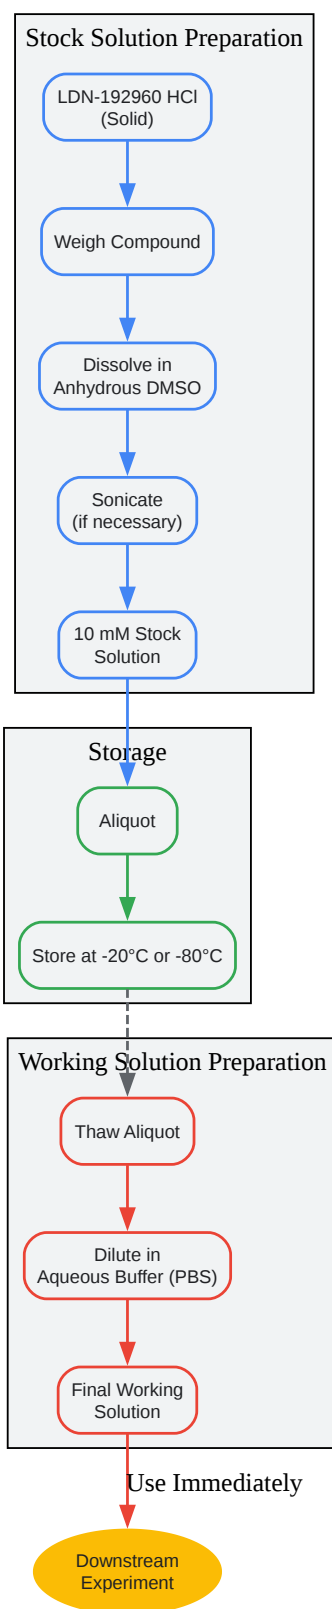 Stock Solution Preparation
LDN-192960 HCl
(Solid)
Weigh Compound
Dissolve in
Anhydrous DMSO
Sonicate
(if necessary)
10 mM Stock
Solution
Storage
Aliquot
Store at -20°C or -80°C
Working Solution Preparation
Thaw Aliquot
Dilute in
Aqueous Buffer (PBS)
Final Working
Solution
Use Immediately
Downstream
Experiment